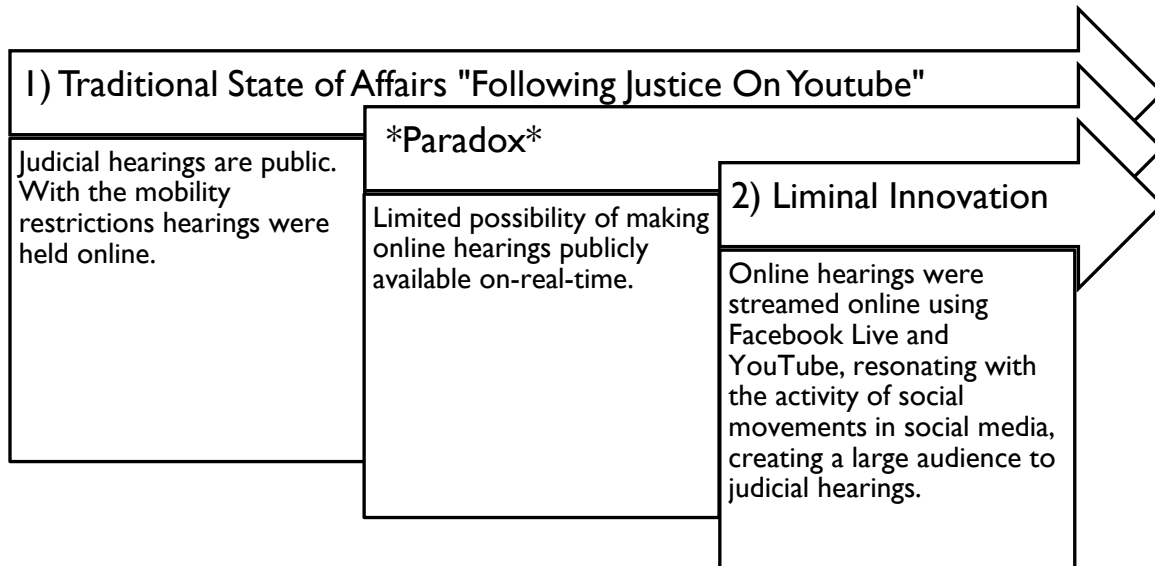 1) Traditional State of Affairs "Following Justice On Youtube"
Judicial hearings are public.
With the mobility
restrictions hearings were
held online.
*Paradox*
Limited possibility of making
online hearings publicly
available on-real-time.
2) Liminal Innovation
Online hearings were
streamed online using
Facebook Live and
YouTube, resonating with
the activity of social
movements in social media,
creating a large audience to
judicial hearings.